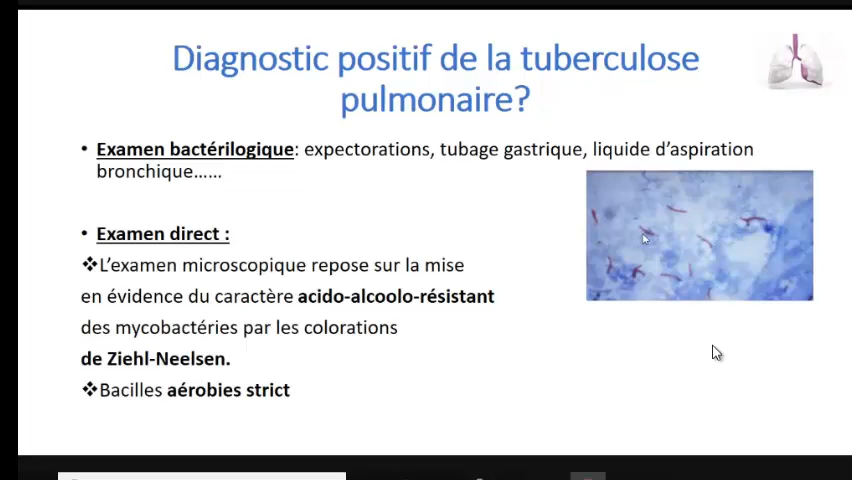 Diagnostic positif de la tuberculose
pulmonaire?
• Examen bactérilogique: expectorations, tubage gastrique, liquide d'aspiration
bronchique……
• Examen direct :
❖L'examen microscopique repose sur la mise
en évidence du caractère acido-alcoolo-résistant
des mycobactéries par les colorations
de Ziehl-Neelsen.
❖Bacilles aérobies strict